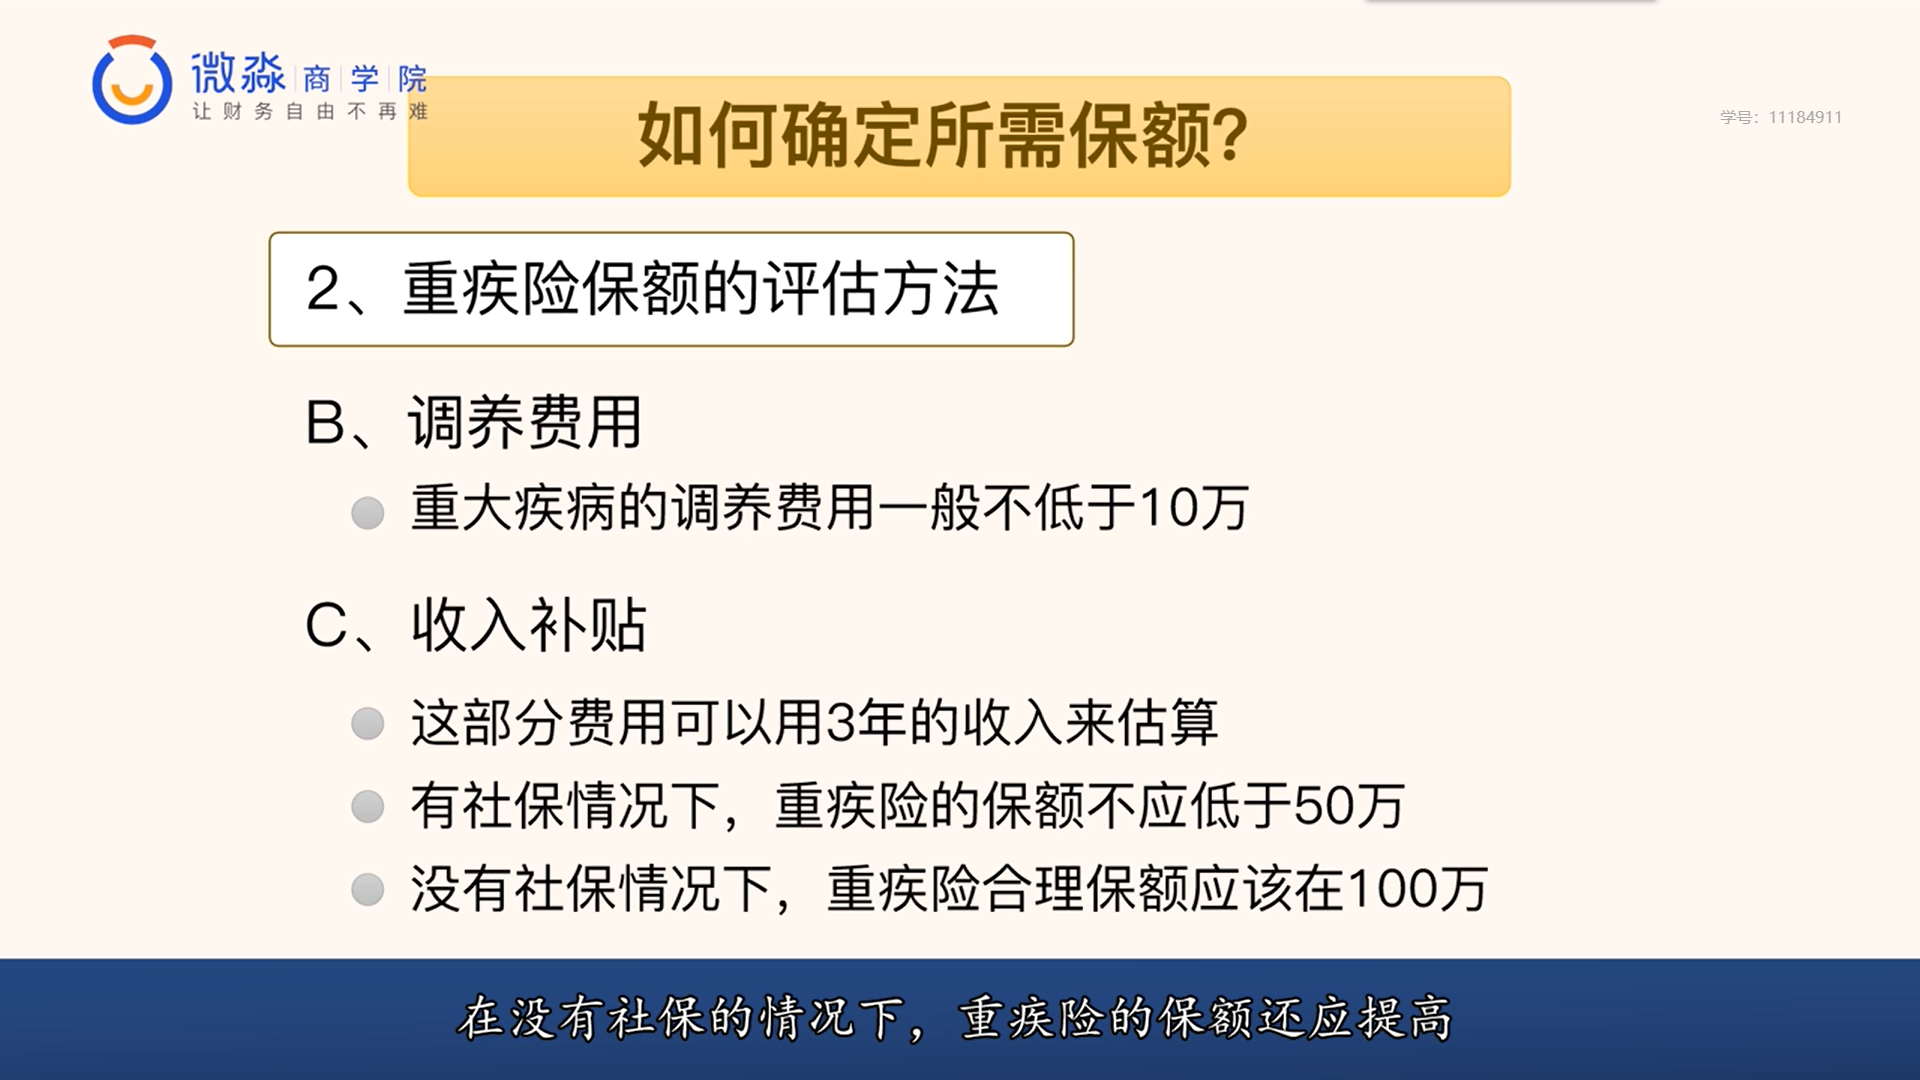 微淼商学院
让财务自由不再难
如何确定所需保额?
学号：11184911
2、重疾险保额的评估方法
B、调养费用
重大疾病的调养费用一般不低于10万
C、收入补贴
这部分费用可以用3年的收入来估算
有社保情况下，重疾险的保额不应低于50万
没有社保情况下，重疾险合理保额应该在100万
在没有社保的情况下，重疾险的保额还应提高